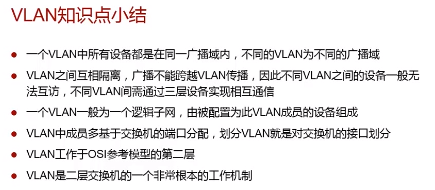 VLAN知识点小结
● 一个VLAN中所有设备都是在同一广播域内，不同的VLAN为不同的广播域
● VLAN之间互相隔离，广播不能跨越VLAN传播，因此不同VLAN之间的设备一般无
法互访，不同VLAN间需通过三层设备实现相互通信
● 一个VLAN一般为一个逻辑子网，由被配置为此VLAN成员的设备组成
● VLAN中成员多基于交换机的端口分配，划分VLAN就是对交换机的接口划分
● VLAN工作于OSI参考模型的第二层
● VLAN是二层交换机的一个非常根本的工作机制